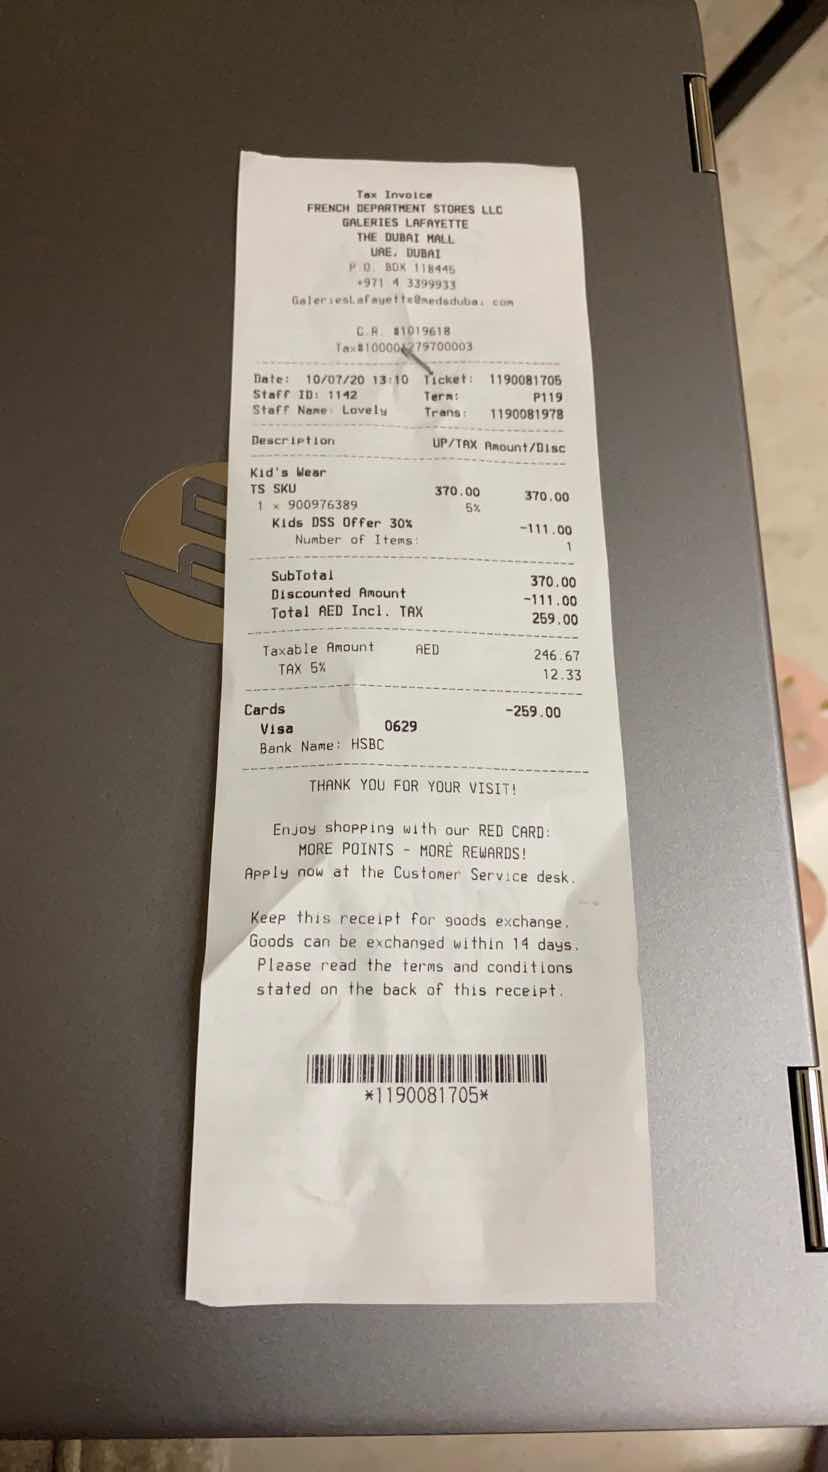 Tax Invoice
FRENCH DEPARTMENT STORES LLC
GALERIES LAFAYETTE
THE DUBAI MALL
UAE, DUBAI
P.O. BOX 118445
+971 4 3399933
GaleriesLafayette@medsdubai.com
C.R. #1019618
Tax#100004279700003
Date: 10/07/20 13:10 Ticket: 1190081705
Staff ID: 1142 Term: P119
Staff Name: Lovely Trans: 1190081978
Description UP/TAX Amount/Disc
Kid's Wear
TS SKU 370.00 370.00
1 x 900976389 5%
Kids DSS Offer 30% -111.00
Number of Items: 1
SubTotal 370.00
Discounted Amount -111.00
Total AED Incl. TAX 259.00
Taxable Amount AED 246.67
TAX 5% 12.33
Cards -259.00
Visa 0629
Bank Name: HSBC
THANK YOU FOR YOUR VISIT!
Enjoy shopping with our RED CARD:
MORE POINTS - MORE REWARDS!
Apply now at the Customer Service desk.
Keep this receipt for goods exchange.
Goods can be exchanged within 14 days.
Please read the terms and conditions
stated on the back of this receipt.
*1190081705*
hp